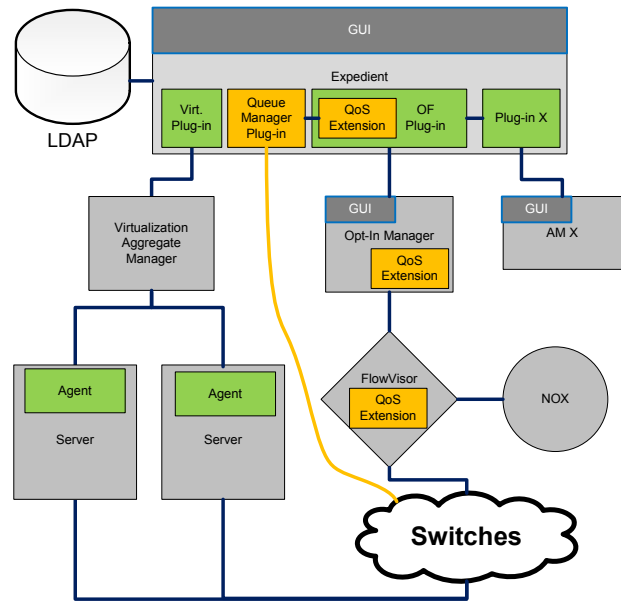 GUI
Expedient
LDAP
Virt.
Plug-in
Queue
Manager
Plug-in
QoS
Extension
OF
Plug-in
Plug-in X
Virtualization
Aggregate
Manager
GUI
Opt-In Manager
QoS
Extension
GUI
AM X
Agent
Server
Agent
Server
FlowVisor
QoS
Extension
NOX
Switches